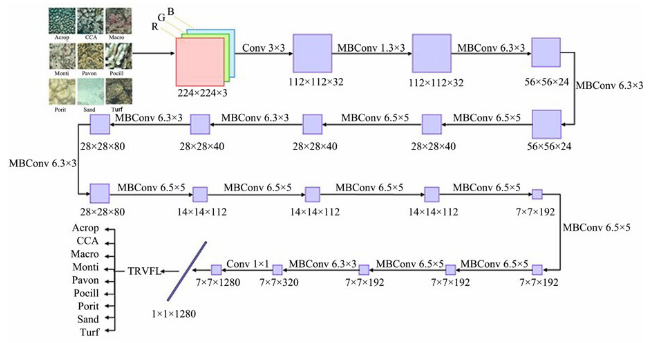 Acrop CCA Macro
Monti Pavon Pocill
Porit Sand Turf
R G B
224×224×3
Conv 3×3
112×112×32
MBConv 1.3×3
112×112×32
MBConv 6.3×3
56×56×24
MBConv 6.3×3
56×56×24
MBConv 6.5×5
28×28×40
MBConv 6.5×5
28×28×40
MBConv 6.3×3
28×28×40
MBConv 6.3×3
28×28×80
MBConv 6.3×3
28×28×80
MBConv 6.5×5
14×14×112
MBConv 6.5×5
14×14×112
MBConv 6.5×5
14×14×112
MBConv 6.5×5
7×7×192
MBConv 6.5×5
7×7×192
MBConv 6.5×5
7×7×192
MBConv 6.5×5
7×7×192
MBConv 6.3×3
7×7×320
Conv 1×1
7×7×1280
1×1×1280
TRVFL
Acrop
CCA
Macro
Monti
Pavon
Pocill
Porit
Sand
Turf